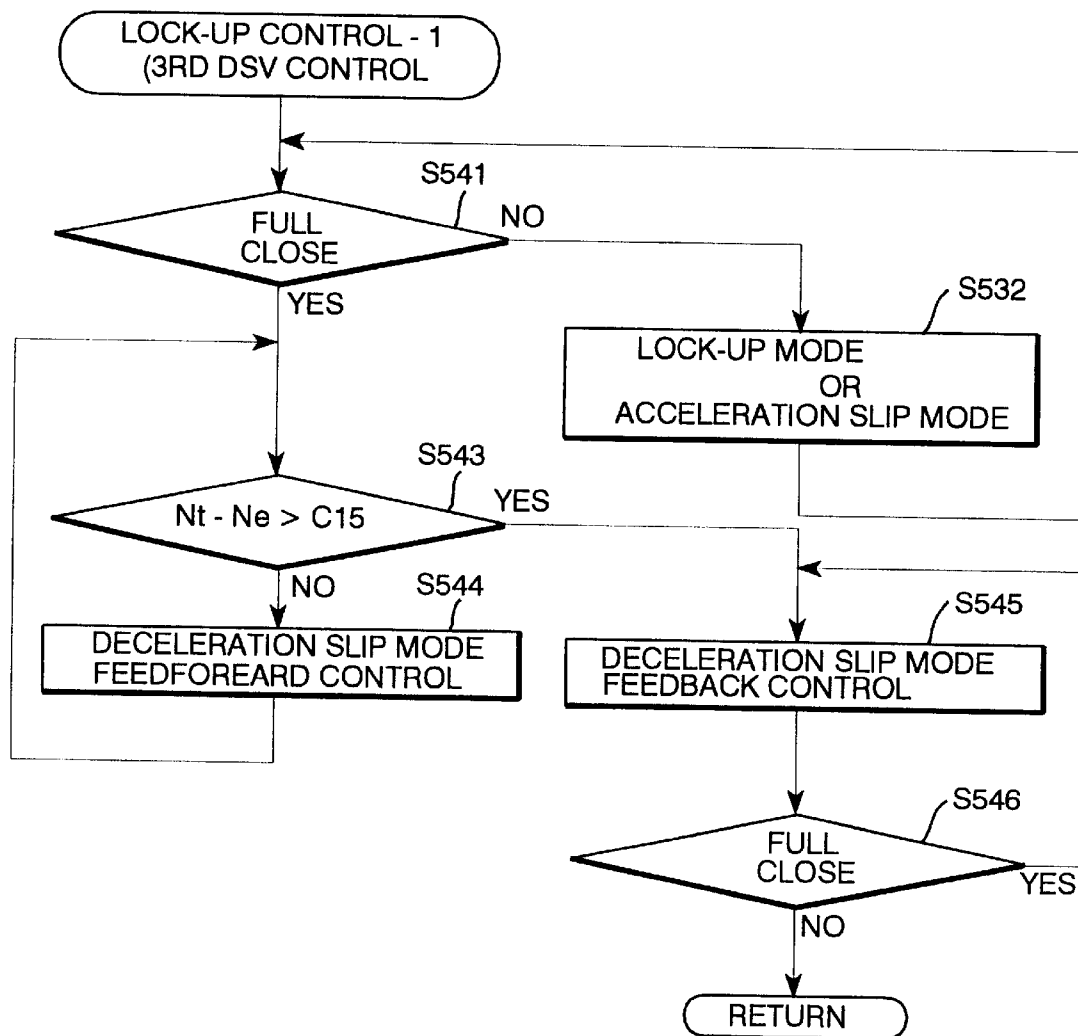 LOCK-UP CONTROL - 1
(3RD DSV CONTROL
S541
FULL
CLOSE
NO
YES
S532
LOCK-UP MODE
OR
ACCELERATION SLIP MODE
S543
Nt - Ne > C15
YES
NO
S544
DECELERATION SLIP MODE
FEEDFOREARD CONTROL
S545
DECELERATION SLIP MODE
FEEDBACK CONTROL
S546
FULL
CLOSE
YES
NO
RETURN